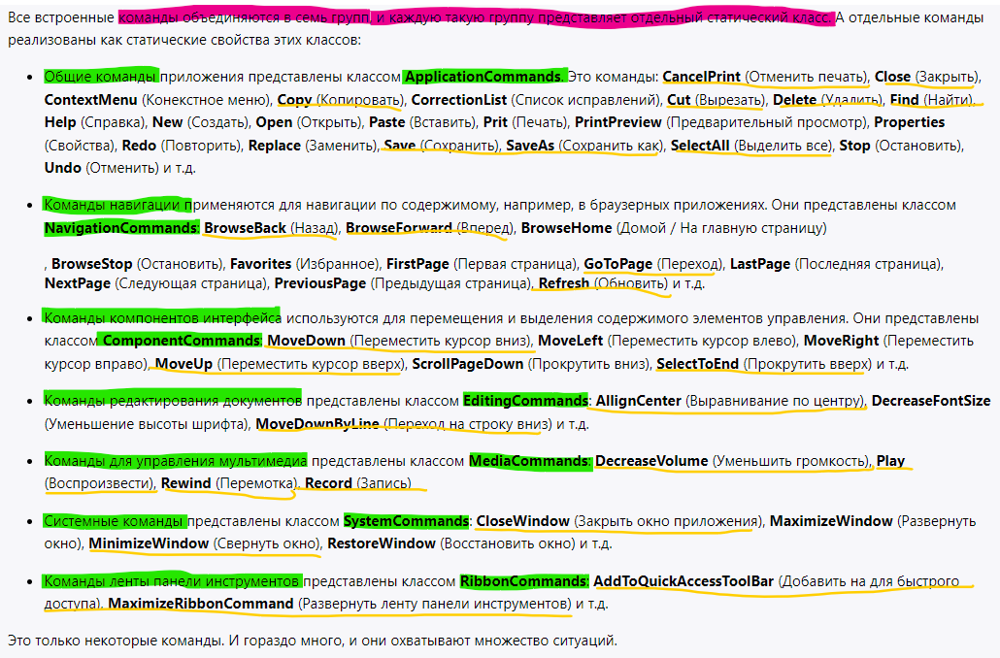 Все встроенные команды объединяются в семь групп, и каждую такую группу представляет отдельный статический класс. А отдельные команды
реализованы как статические свойства этих классов:
• Общие команды приложения представлены классом ApplicationCommands. Это команды: CancelPrint (Отменить печать), Close (Закрыть),
ContextMenu (Конекстное меню), Copy (Копировать), CorrectionList (Список исправлений), Cut (Вырезать), Delete (Удалить), Find (Найти),
Help (Справка), New (Создать), Open (Открыть), Paste (Вставить), Prit (Печать), PrintPreview (Предварительный просмотр), Properties
(Свойства), Redo (Повторить), Replace (Заменить), Save (Сохранить), SaveAs (Сохранить как), SelectAll (Выделить все), Stop (Остановить),
Undo (Отменить) и т.д.
• Команды навигации применяются для навигации по содержимому, например, в браузерных приложениях. Они представлены классом
NavigationCommands: BrowseBack (Назад), BrowseForward (Вперед), BrowseHome (Домой / На главную страницу)
, BrowseStop (Остановить), Favorites (Избранное), FirstPage (Первая страница), GoToPage (Переход), LastPage (Последняя страница),
NextPage (Следующая страница), PreviousPage (Предыдущая страница), Refresh (Обновить) и т.д.
• Команды компонентов интерфейса используются для перемещения и выделения содержимого элементов управления. Они представлены
классом ComponentCommands: MoveDown (Переместить курсор вниз), MoveLeft (Переместить курсор влево), MoveRight (Переместить
курсор вправо), MoveUp (Переместить курсор вверх), ScrollPageDown (Прокрутить вниз), SelectToEnd (Прокрутить вверх) и т.д.
• Команды редактирования документов представлены классом EditingCommands: AllignCenter (Выравнивание по центру), DecreaseFontSize
(Уменьшение высоты шрифта), MoveDownByLine (Переход на строку вниз) и т.д.
• Команды для управления мультимедиа представлены классом MediaCommands: DecreaseVolume (Уменьшить громкость), Play
(Воспроизвести), Rewind (Перемотка), Record (Запись)
• Системные команды представлены классом SystemCommands: CloseWindow (Закрыть окно приложения), MaximizeWindow (Развернуть
окно), MinimizeWindow (Свернуть окно), RestoreWindow (Восстановить окно) и т.д.
• Команды ленты панели инструментов представлены классом RibbonCommands: AddToQuickAccessToolBar (Добавить на для быстрого
доступа), MaximizeRibbonCommand (Развернуть ленту панели инструментов) и т.д.
Это только некоторые команды. И гораздо много, и они охватывают множество ситуаций.